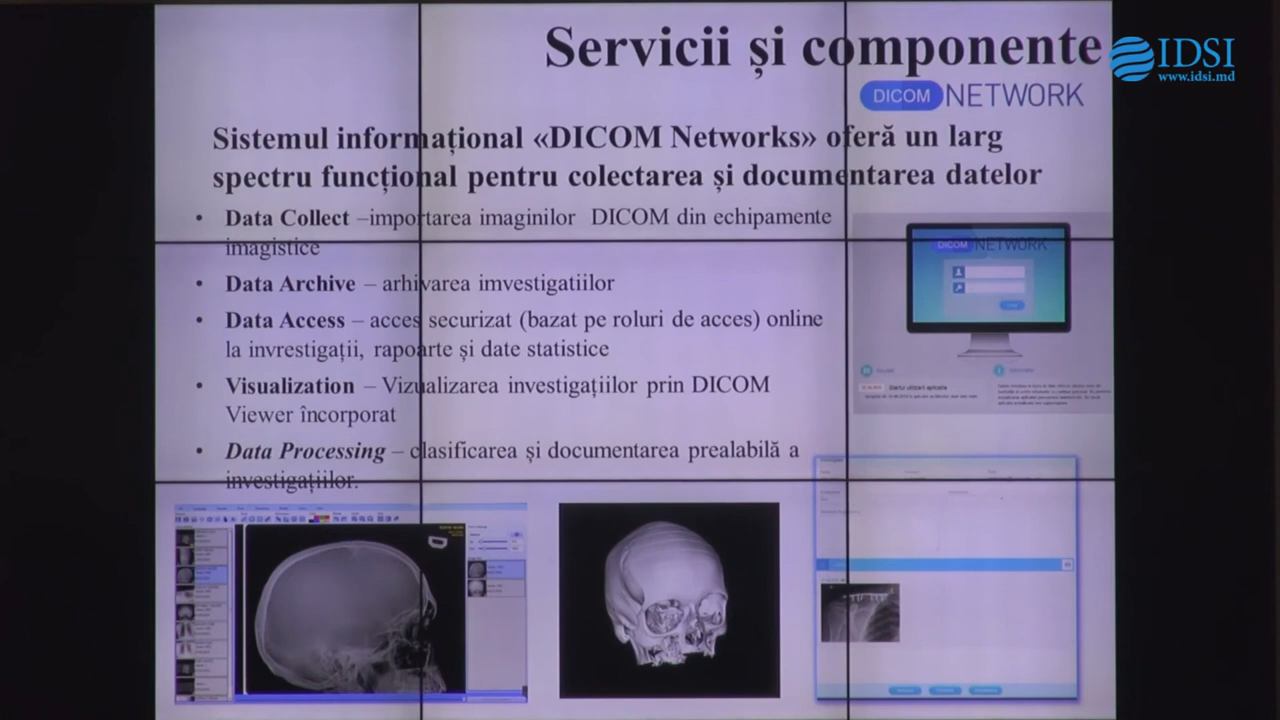 Servicii și componente
IDSI
www.idsi.md
DICOM NETWORK
Sistemul informațional «DICOM Networks» oferă un larg
spectru funcțional pentru colectarea și documentarea datelor
• Data Collect –importarea imaginilor DICOM din echipamente
imagistice
• Data Archive – arhivarea imvestigatiilor
• Data Access – acces securizat (bazat pe roluri de acces) online
la invrestigații, rapoarte și date statistice
• Visualization – Vizualizarea investigațiilor prin DICOM
Viewer încorporat
• Data Processing – clasificarea și documentarea prealabilă a
investigațiilor.
DICOM NETWORK